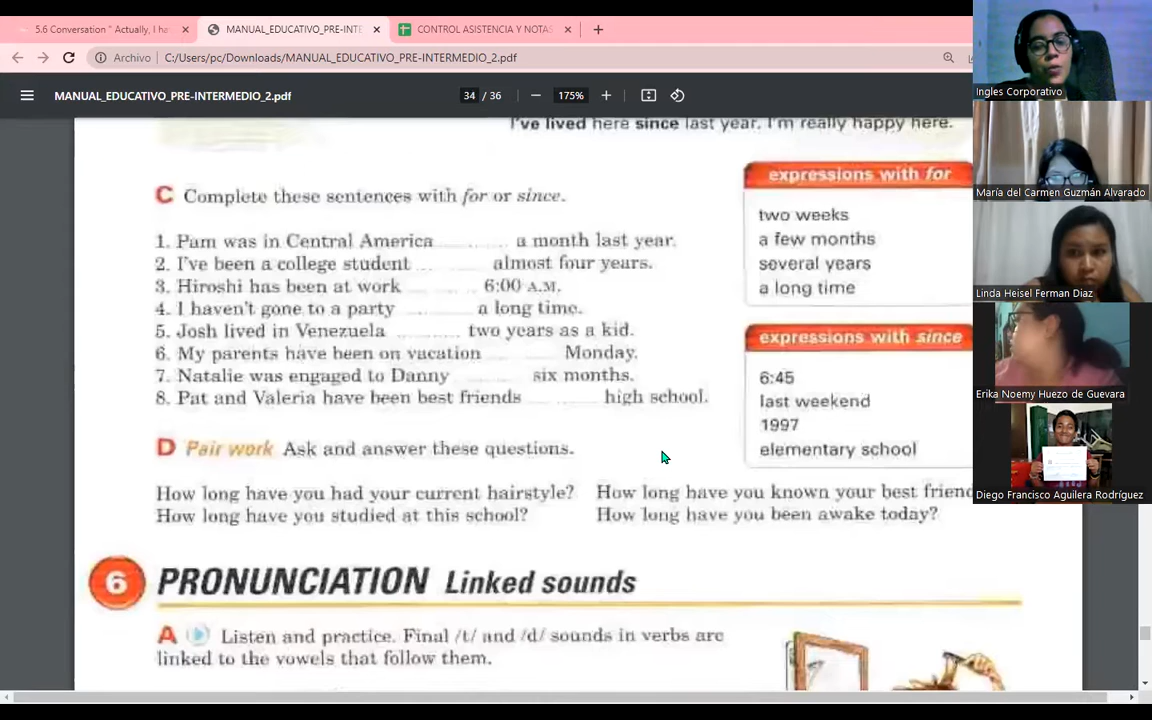 5.6 Conversation " Actually, I ha
MANUAL_EDUCATIVO_PRE-INTE
CONTROL ASISTENCIA Y NOTAS
Archivo
C:/Users/pc/Downloads/MANUAL_EDUCATIVO_PRE-INTERMEDIO_2.pdf
MANUAL_EDUCATIVO_PRE-INTERMEDIO_2.pdf
34 / 36
175%
I've lived here since last year. I'm really happy here.
C Complete these sentences with for or since.
1. Pam was in Central America ........ a month last year.
2. I've been a college student ........ almost four years.
3. Hiroshi has been at work ........ 6:00 A.M.
4. I haven't gone to a party ........ a long time.
5. Josh lived in Venezuela ........ two years as a kid.
6. My parents have been on vacation ........ Monday.
7. Natalie was engaged to Danny ........ six months.
8. Pat and Valeria have been best friends ........ high school.
expressions with for
two weeks
a few months
several years
a long time
expressions with since
6:45
last weekend
1997
elementary school
D Pair work Ask and answer these questions.
How long have you had your current hairstyle?
How long have you studied at this school?
How long have you known your best frien
How long have you been awake today?
6 PRONUNCIATION Linked sounds
A Listen and practice. Final /t/ and /d/ sounds in verbs are
linked to the vowels that follow them.
Ingles Corporativo
María del Carmen Guzmán Alvarado
Linda Heisel Ferman Diaz
Erika Noemy Huezo de Guevara
Diego Francisco Aguilera Rodríguez